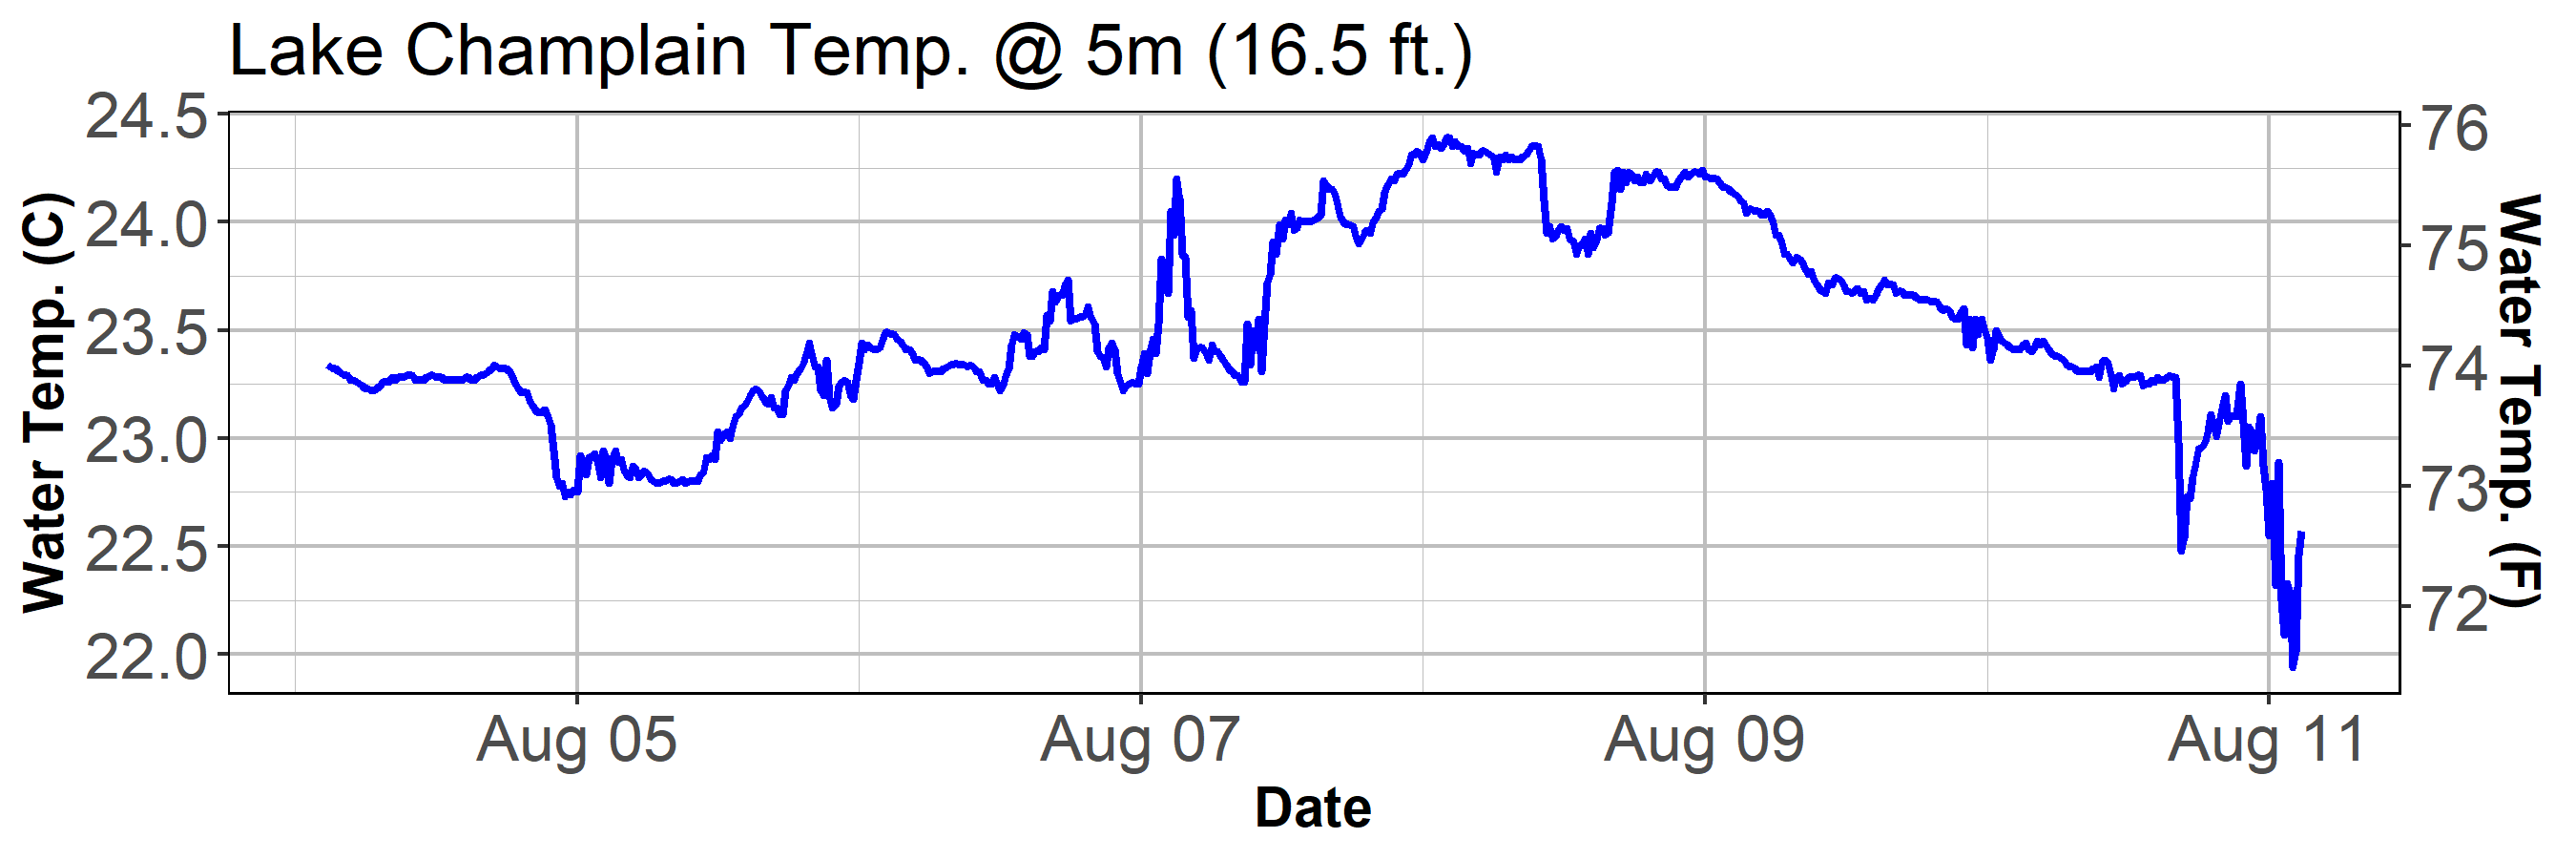 Lake Champlain Temp. @ 5m (16.5 ft.)
Water Temp. (C)
24.5
24.0
23.5
23.0
22.5
22.0
76
75
74
73
72
Water Temp. (F)
Aug 05 Aug 07 Aug 09 Aug 11
Date